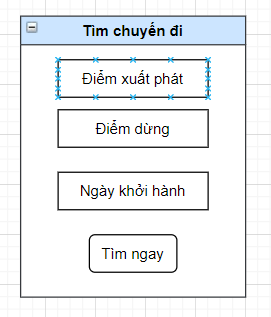 Tìm chuyến đi
Điểm xuất phát
Điểm dừng
Ngày khởi hành
Tìm ngay